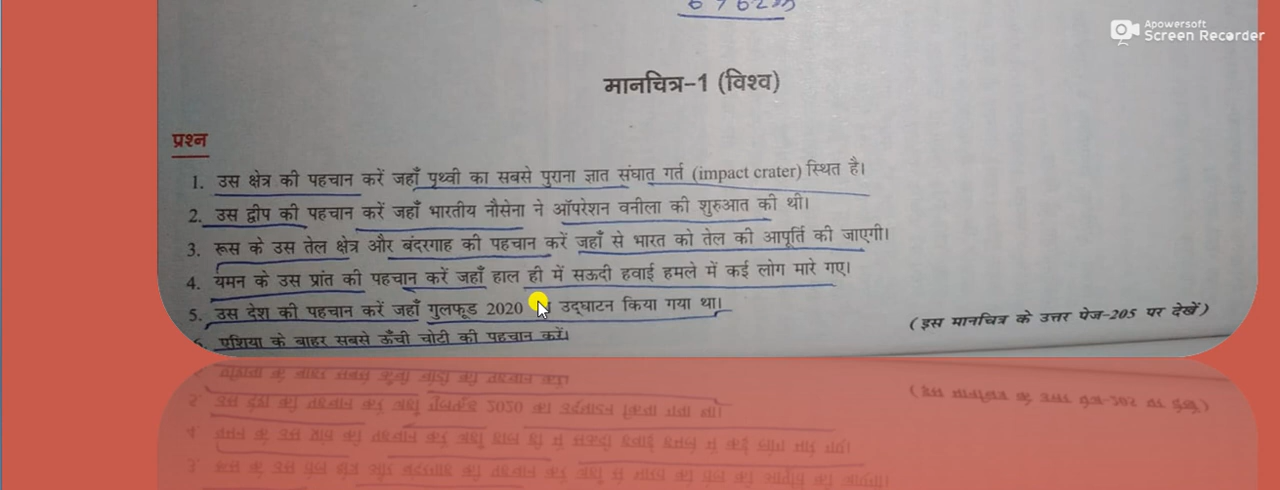 Apowersoft
Screen Recorder
मानचित्र-1 (विश्व)
प्रश्न
1. उस क्षेत्र की पहचान करें जहाँ पृथ्वी का सबसे पुराना ज्ञात संघात गर्त (impact crater) स्थित है।
2. उस द्वीप की पहचान करें जहाँ भारतीय नौसेना ने ऑपरेशन वनीला की शुरुआत की थी।
3. रूस के उस तेल क्षेत्र और बंदरगाह की पहचान करें जहाँ से भारत को तेल की आपूर्ति की जाएगी।
4. यमन के उस प्रांत की पहचान करें जहाँ हाल ही में सऊदी हवाई हमले में कई लोग मारे गए।
5. उस देश की पहचान करें जहाँ गुलफूड 2020 उद्घाटन किया गया था।
एशिया के बाहर सबसे ऊँची चोटी की पहचान करें।
(इस मानचित्र के उत्तर पेज-205 पर देखें)